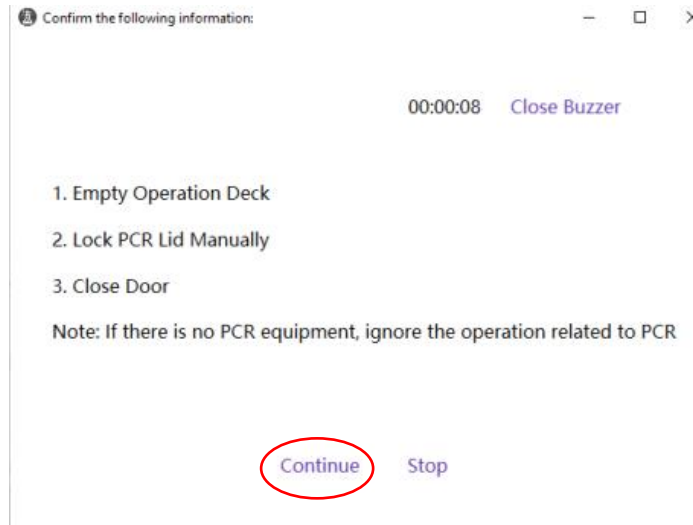 Confirm the following information:
00:00:08 Close Buzzer
1. Empty Operation Deck
2. Lock PCR Lid Manually
3. Close Door
Note: If there is no PCR equipment, ignore the operation related to PCR
Continue Stop